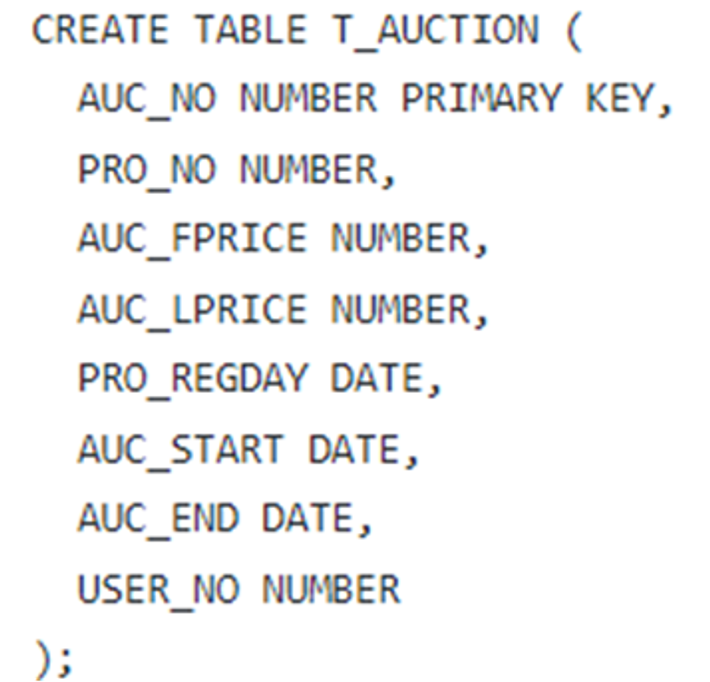 CREATE TABLE T_AUCTION (
AUC_NO NUMBER PRIMARY KEY,
PRO_NO NUMBER,
AUC_FPRICE NUMBER,
AUC_LPRICE NUMBER,
PRO_REGDAY DATE,
AUC_START DATE,
AUC_END DATE,
USER_NO NUMBER
);